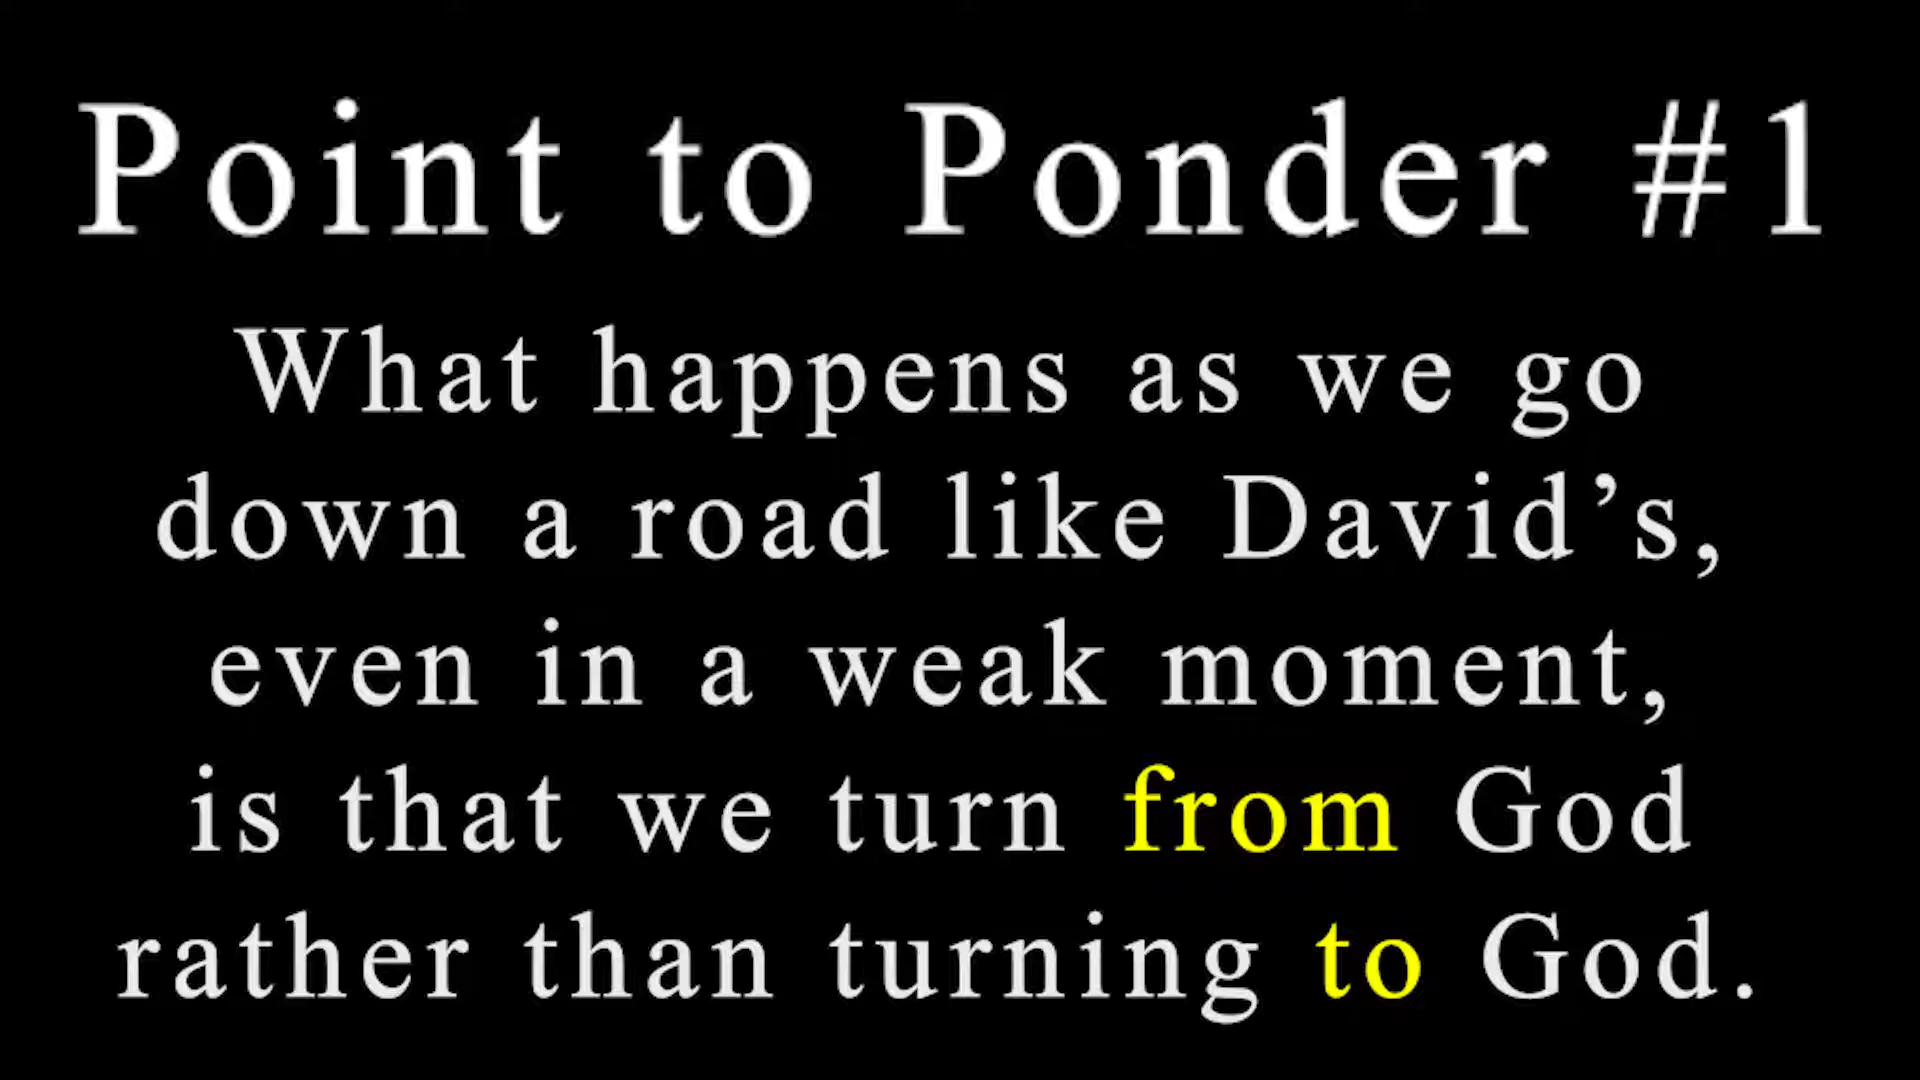 Point to Ponder #1
What happens as we go
down a road like David’s,
even in a weak moment,
is that we turn from God
rather than turning to God.